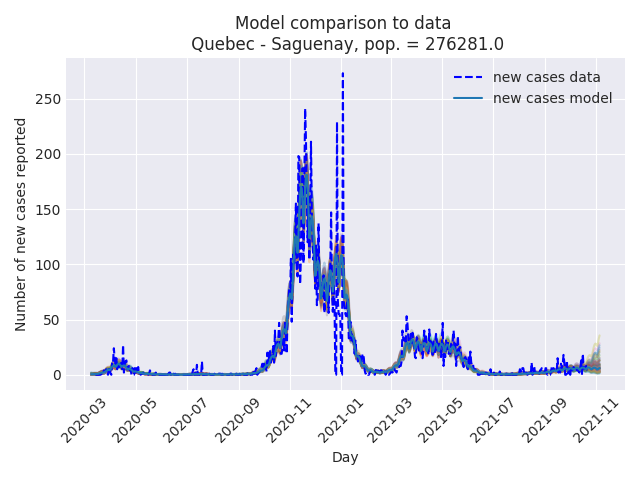 Model comparison to data
Quebec - Saguenay, pop. = 276281.0
new cases data
new cases model
Number of new cases reported
250
200
150
100
50
0
2020-03
2020-05
2020-07
2020-09
2020-11
2021-01
2021-03
2021-05
2021-07
2021-09
2021-11
Day